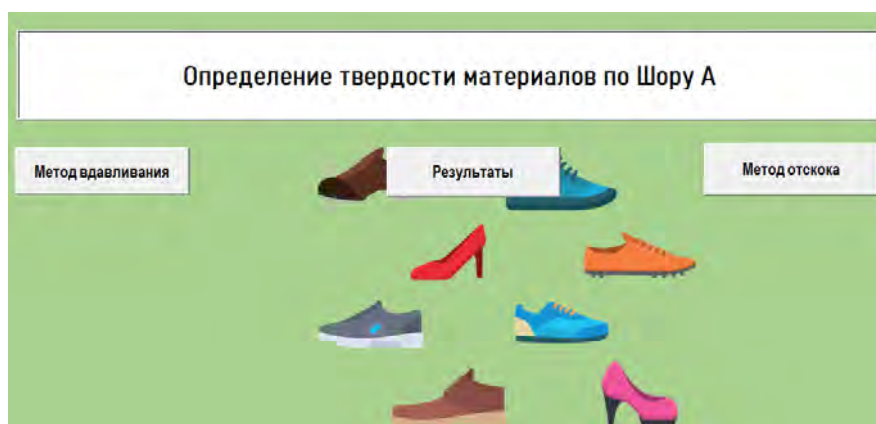 Определение твердости материалов по Шору А
Метод вдавливания
Результаты
Метод отскока